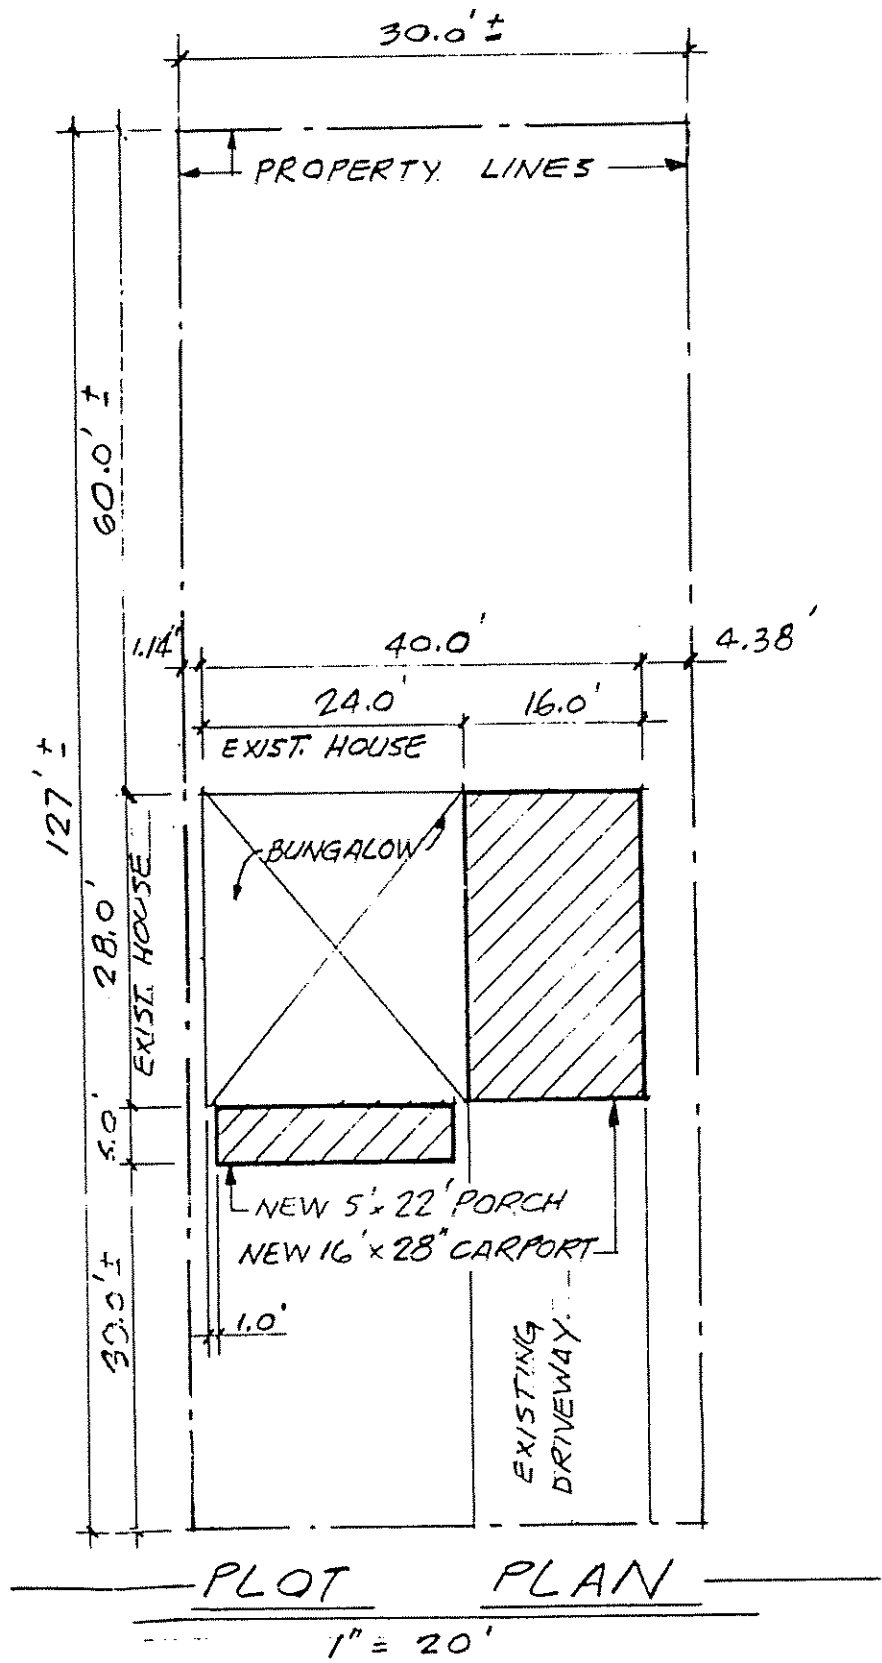 30.0' ±
PROPERTY LINES
60.0' ±
1.14"
40.0'
4.38'
24.0'
16.0'
EXIST. HOUSE
127' ±
BUNGALOW
28.0'
EXIST. HOUSE
5.0'
NEW 5'x 22' PORCH
NEW 16'x 28" CARPORT
1.0'
EXISTING
DRIVEWAY
PLOT PLAN
1" = 20'